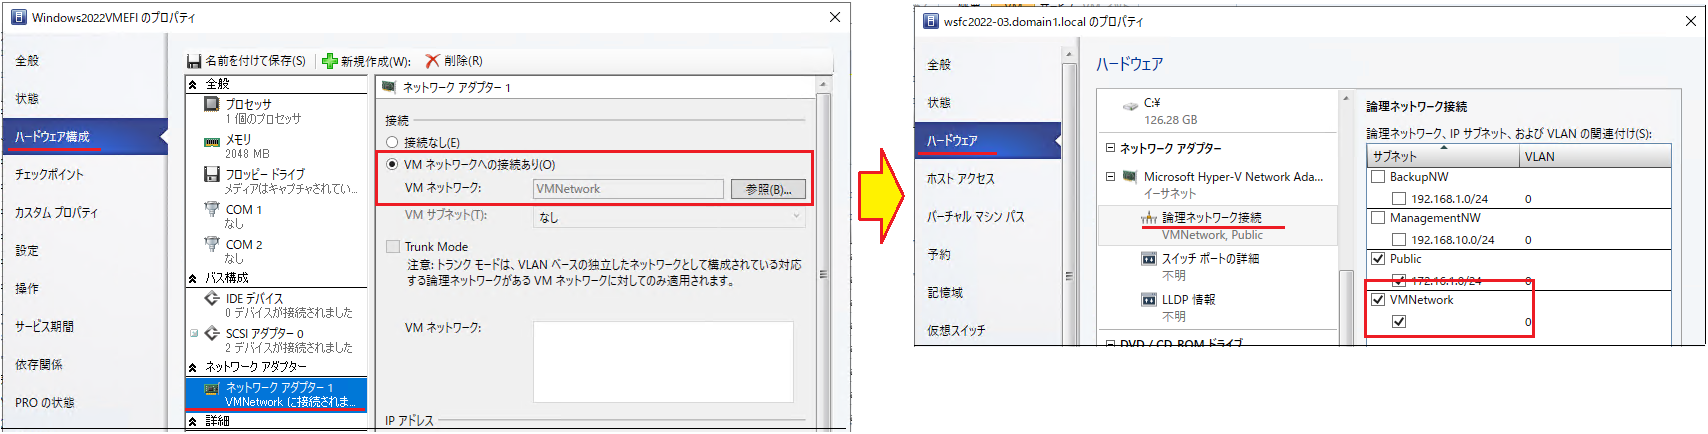 Windows2022VMEFI のプロパティ
全般
状態
ハードウェア構成
チェックポイント
カスタム プロパティ
設定
操作
サービス期間
依存関係
PRO の状態
名前を付けて保存(S)
新規作成(W):
削除(R)
全般
プロセッサ
1 個のプロセッサ
メモリ
2048 MB
フロッピー ドライブ
メディアはキャプチャされてい...
COM 1
なし
COM 2
なし
バス構成
IDE デバイス
0 デバイスが接続されました
SCSI アダプター 0
2 デバイスが接続されました
ネットワーク アダプター
ネットワーク アダプター 1
VMNetwork に接続されま...
詳細
ネットワーク アダプター 1
接続
接続なし(E)
VM ネットワークへの接続あり(O)
VM ネットワーク:
VMNetwork
参照(B)...
VM サブネット(T):
なし
Trunk Mode
注意: トランク モードは、VLAN ベースの独立したネットワークとして構成されている対応
する論理ネットワークがある VM ネットワークに対してのみ適用されます。
VM ネットワーク:
IP アドレス
wsfc2022-03.domain1.local のプロパティ
全般
状態
ハードウェア
ホスト アクセス
バーチャル マシン パス
予約
記憶域
仮想スイッチ
ハードウェア
C:¥
126.28 GB
ネットワーク アダプター
Microsoft Hyper-V Network Ada...
イーサネット
論理ネットワーク接続
VMNetwork, Public
スイッチ ポートの詳細
不明
LLDP 情報
不明
DVD / CD-ROM ドライブ
論理ネットワーク接続
論理ネットワーク、IP サブネット、および VLAN の関連付け(S):
サブネット
VLAN
BackupNW
192.168.1.0/24
0
ManagementNW
192.168.10.0/24
0
Public
172.16.1.0/24
0
VMNetwork
0